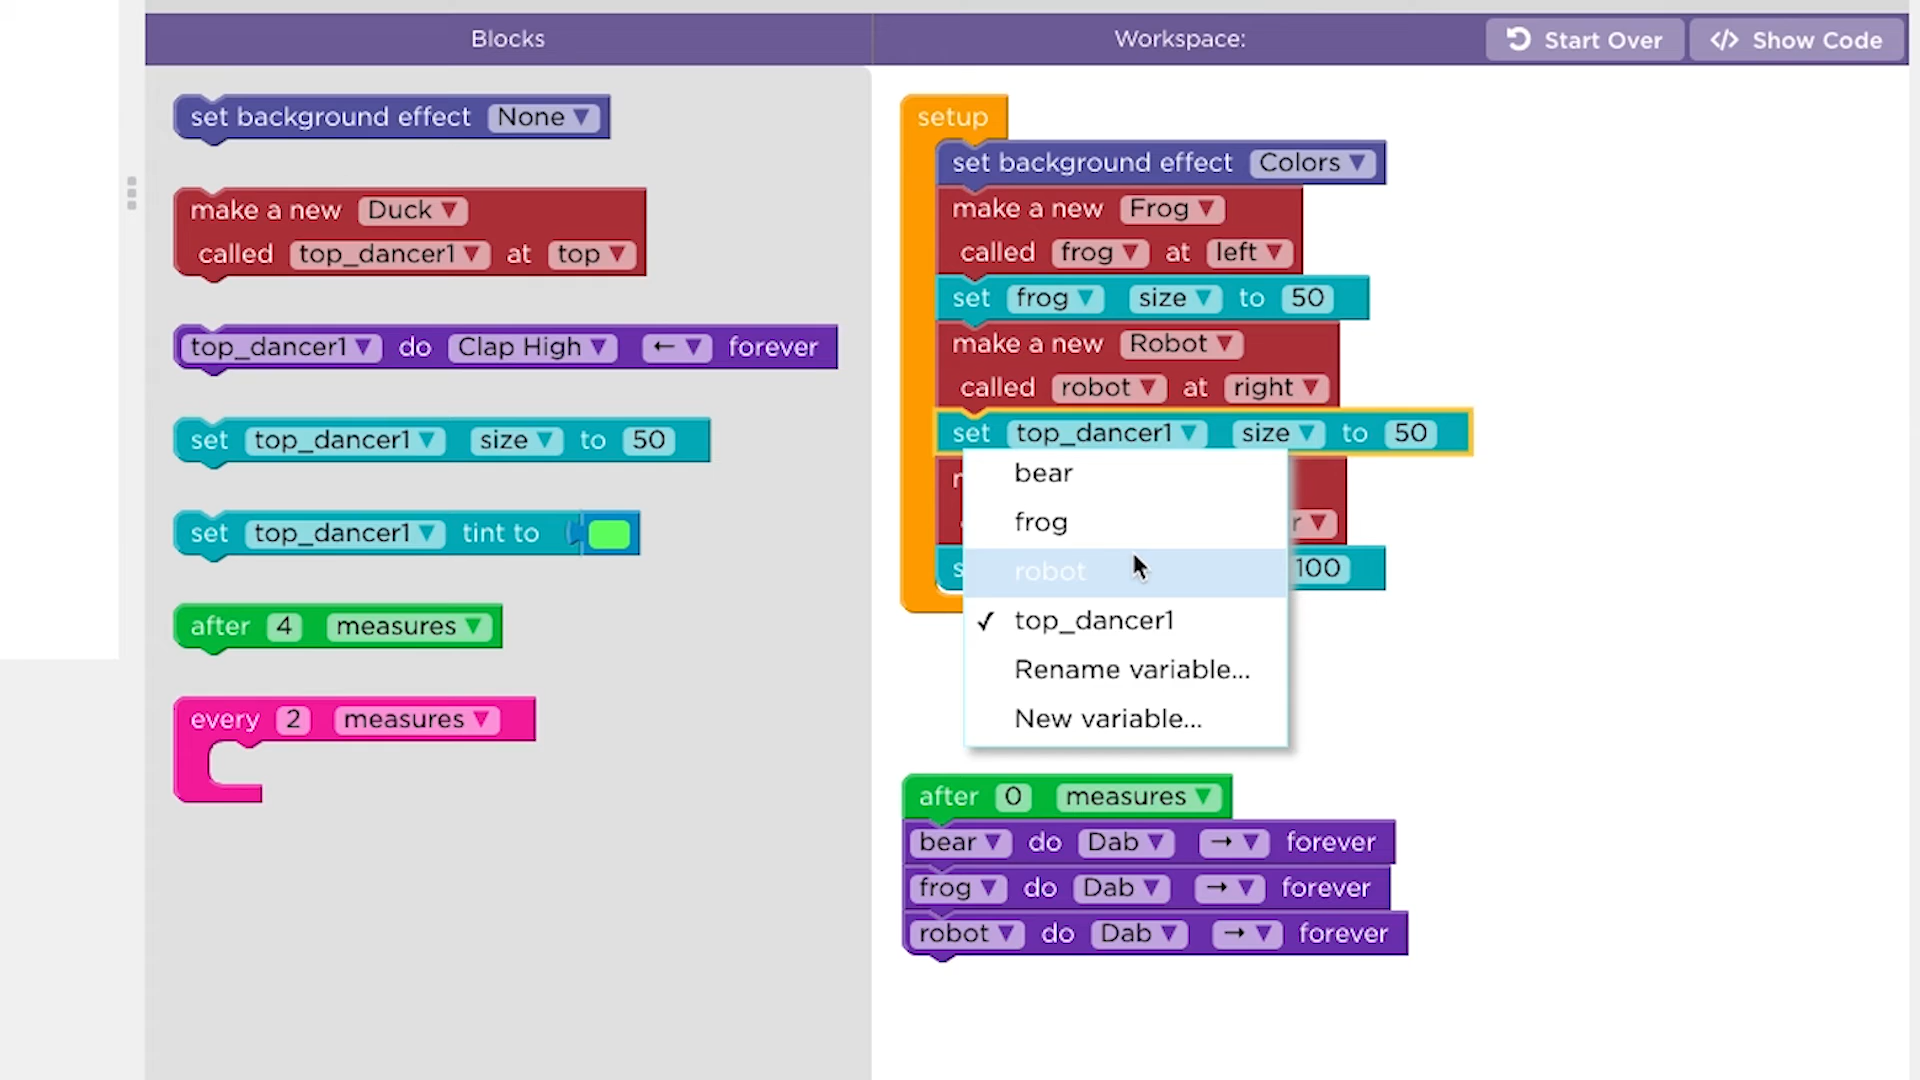 Blocks
Workspace:
Start Over
</> Show Code
set background effect None
make a new Duck
called top_dancer1 at top
top_dancer1 do Clap High ← forever
set top_dancer1 size to 50
set top_dancer1 tint to
after 4 measures
every 2 measures
setup
set background effect Colors
make a new Frog
called frog at left
set frog size to 50
make a new Robot
called robot at right
set top_dancer1 size to 50
bear
frog
robot
✓ top_dancer1
Rename variable...
New variable...
100
after 0 measures
bear do Dab → forever
frog do Dab → forever
robot do Dab → forever